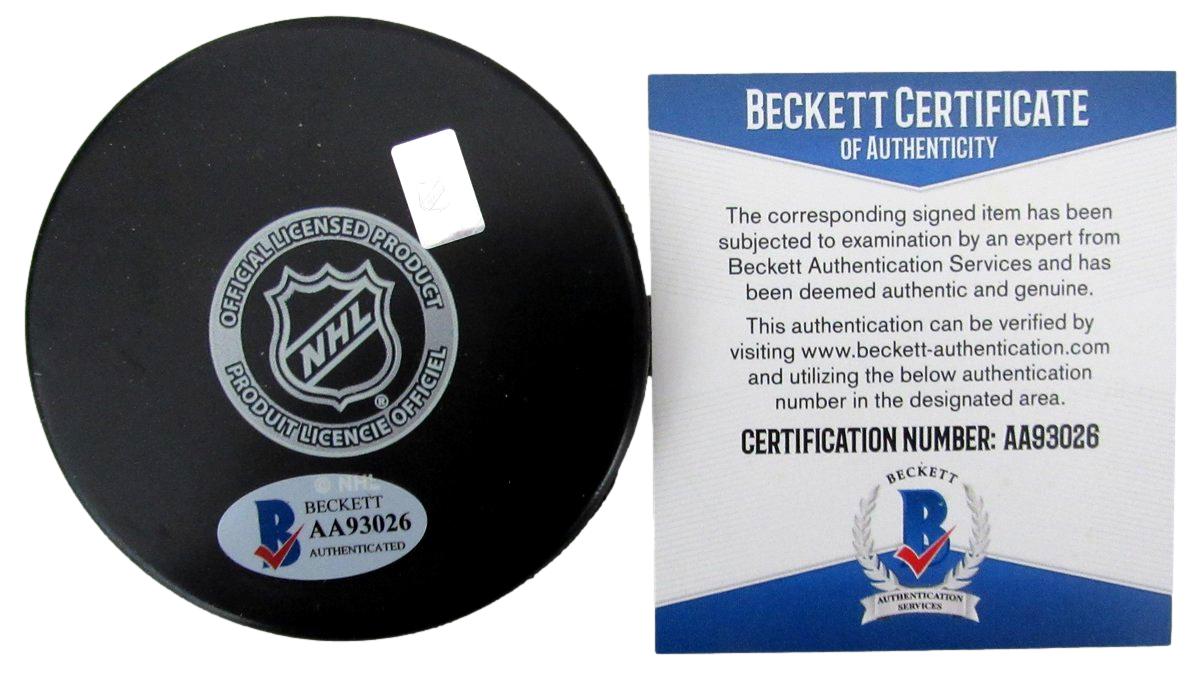 OFFICIAL LICENSED PRODUCT
NHL
®
PRODUIT LICENCIE OFFICIEL
© NHL
BECKETT
B
AA93026
AUTHENTICATED
BECKETT CERTIFICATE
OF AUTHENTICITY
The corresponding signed item has been
subjected to examination by an expert from
Beckett Authentication Services and has
been deemed authentic and genuine.
This authentication can be verified by
visiting www.beckett-authentication.com
and utilizing the below authentication
number in the designated area.
CERTIFICATION NUMBER: AA93026
BECKETT
B
AUTHENTICATION
SERVICES